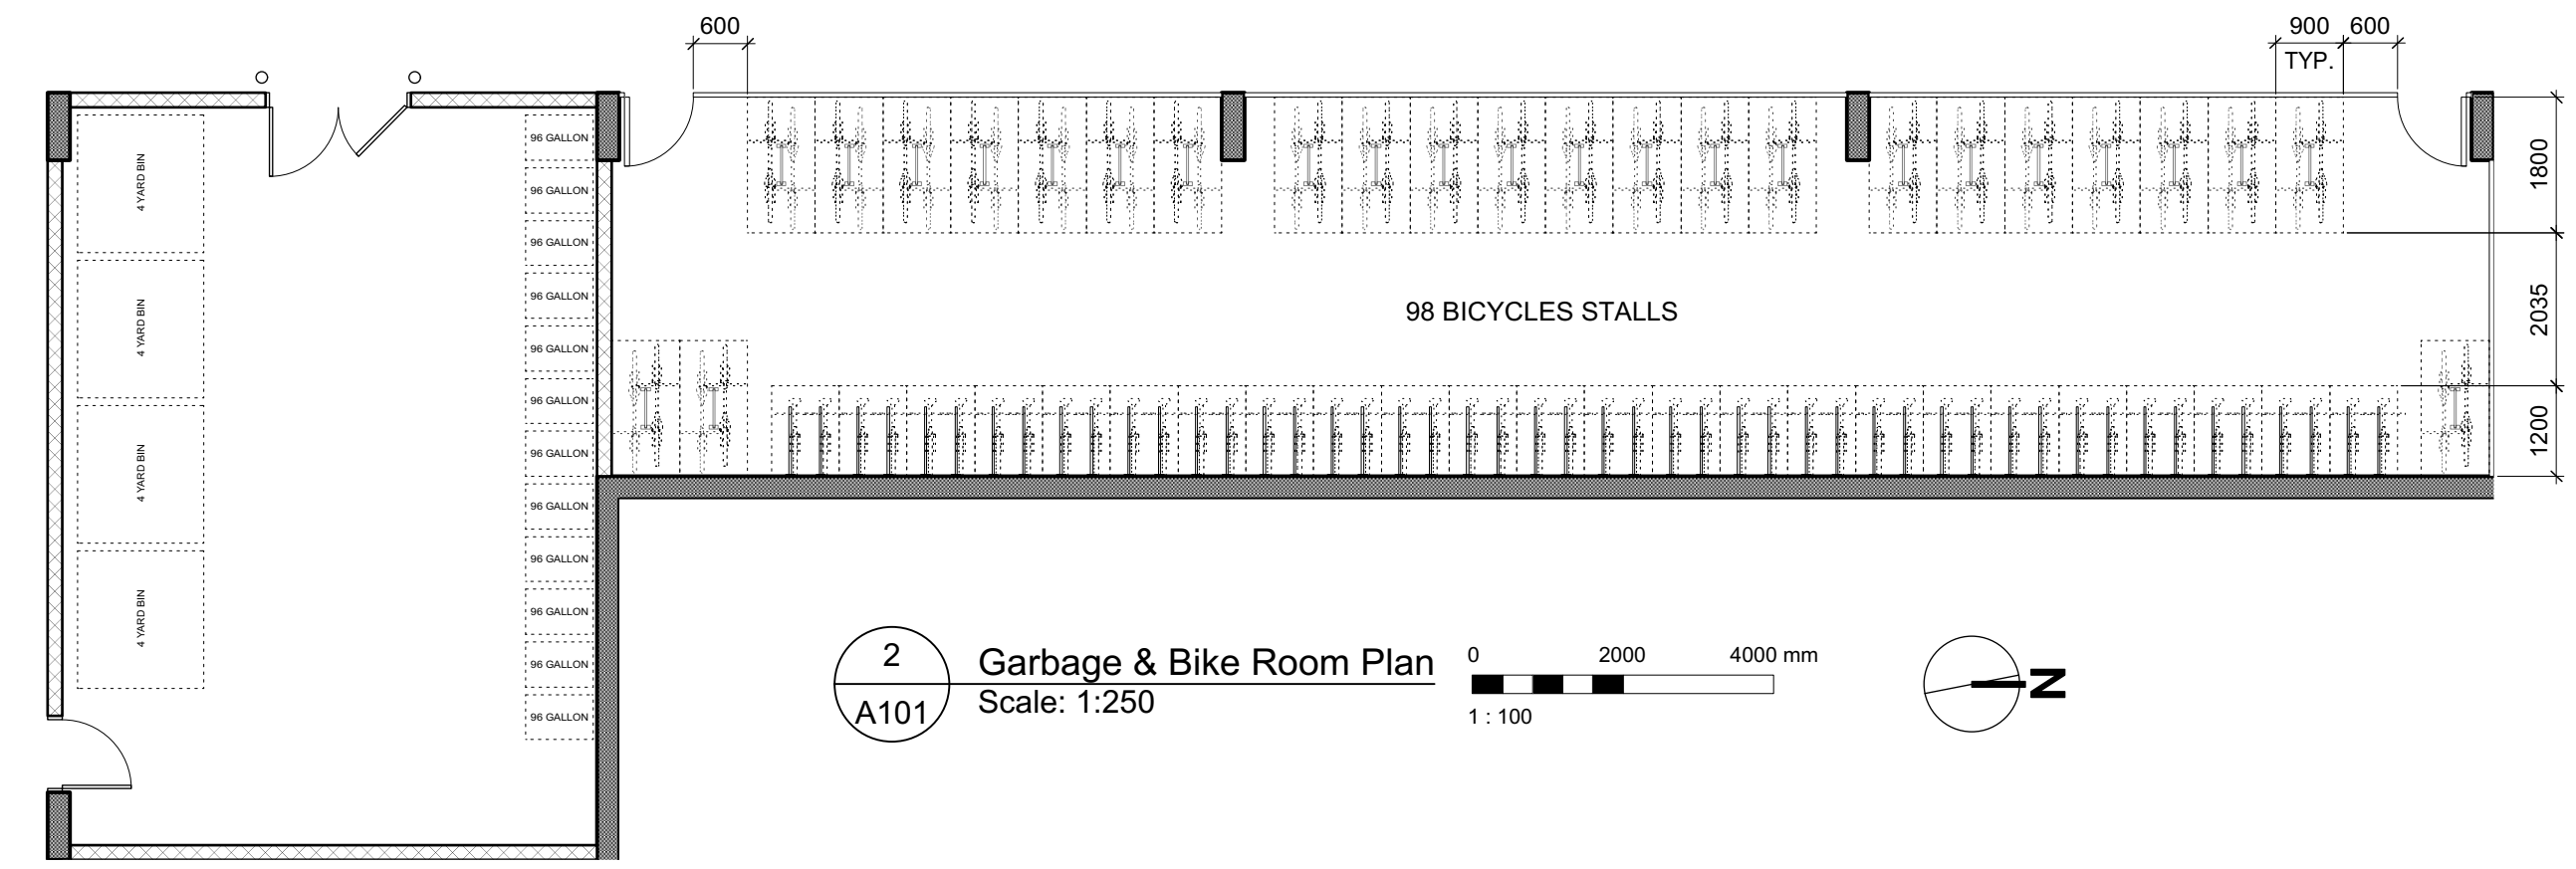 600
900 600
TYP.
4 YARD BIN
4 YARD BIN
4 YARD BIN
4 YARD BIN
96 GALLON
96 GALLON
96 GALLON
96 GALLON
96 GALLON
96 GALLON
96 GALLON
96 GALLON
96 GALLON
96 GALLON
96 GALLON
96 GALLON
98 BICYCLES STALLS
1800
2035
1200
2
A101
Garbage & Bike Room Plan
Scale: 1:250
0 2000 4000 mm
1 : 100
N